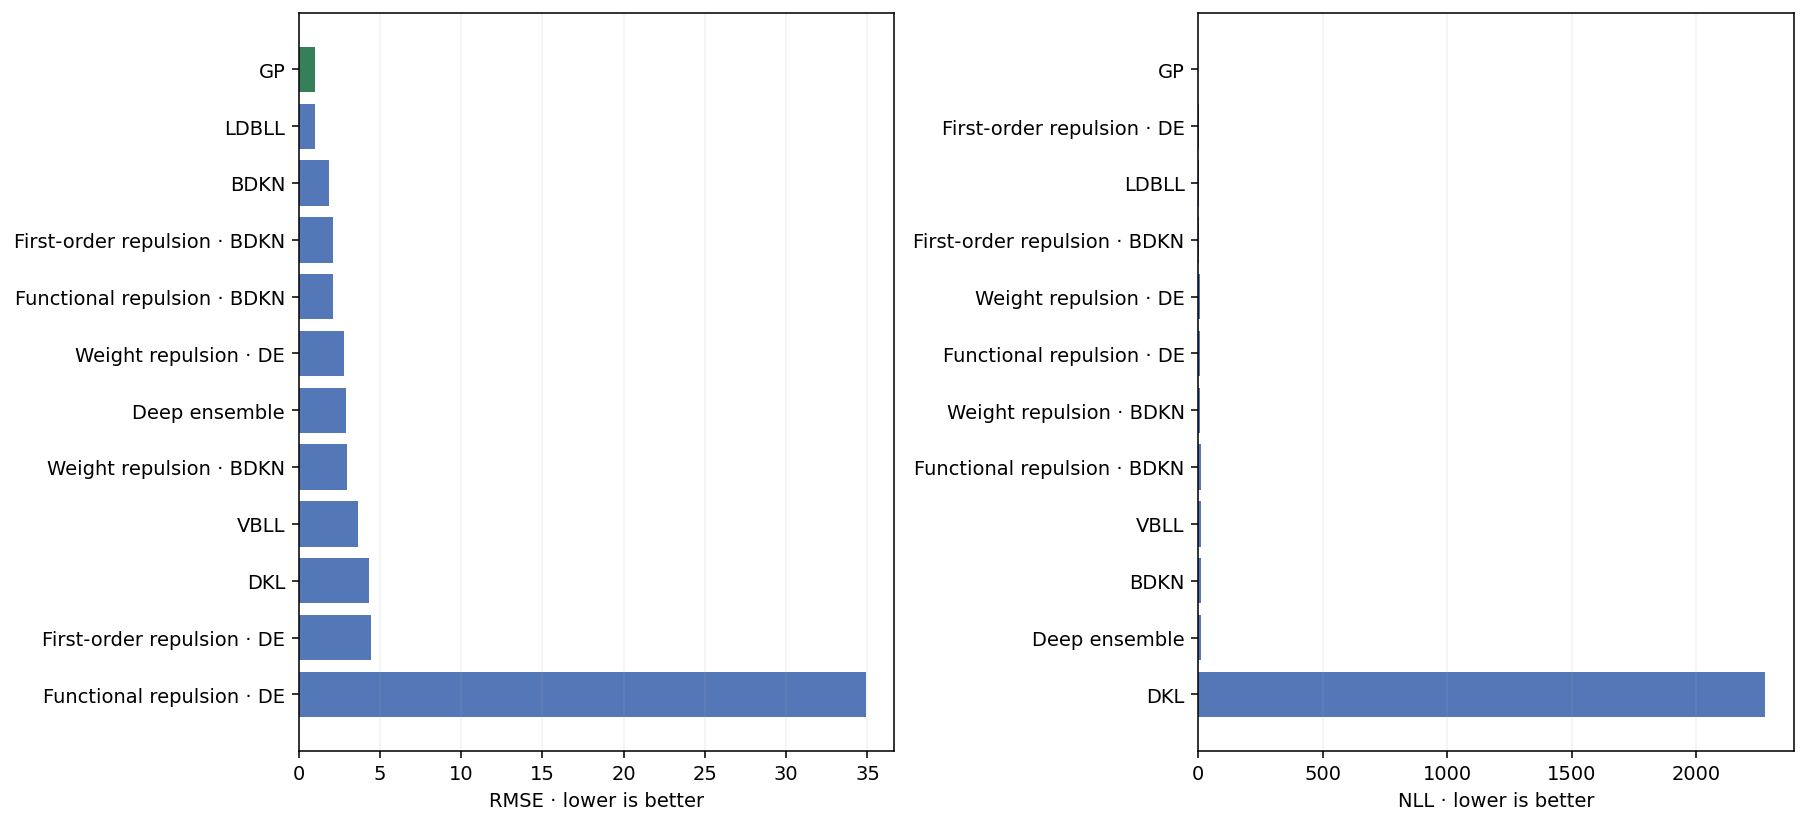 GP
LDBLL
BDKN
First-order repulsion · BDKN
Functional repulsion · BDKN
Weight repulsion · DE
Deep ensemble
Weight repulsion · BDKN
VBLL
DKL
First-order repulsion · DE
Functional repulsion · DE
0 5 10 15 20 25 30 35
RMSE · lower is better
GP
First-order repulsion · DE
LDBLL
First-order repulsion · BDKN
Weight repulsion · DE
Functional repulsion · DE
Weight repulsion · BDKN
Functional repulsion · BDKN
VBLL
BDKN
Deep ensemble
DKL
0 500 1000 1500 2000
NLL · lower is better